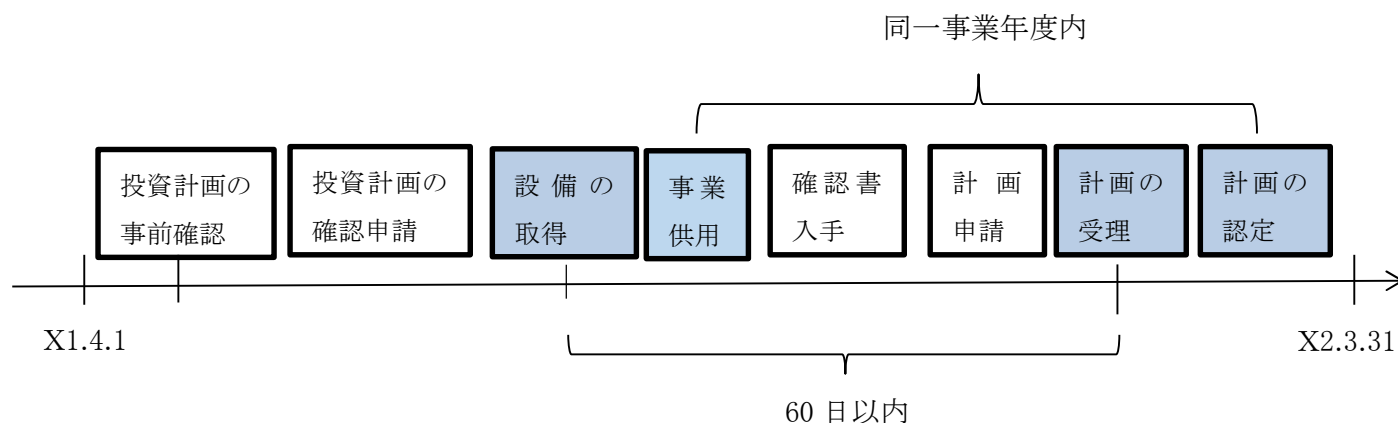 同一事業年度内
投資計画の
事前確認
投資計画の
確認申請
設備の
取得
事業
供用
確認書
入手
計画
申請
計画の
受理
計画の
認定
X1.4.1
X2.3.31
60 日以内